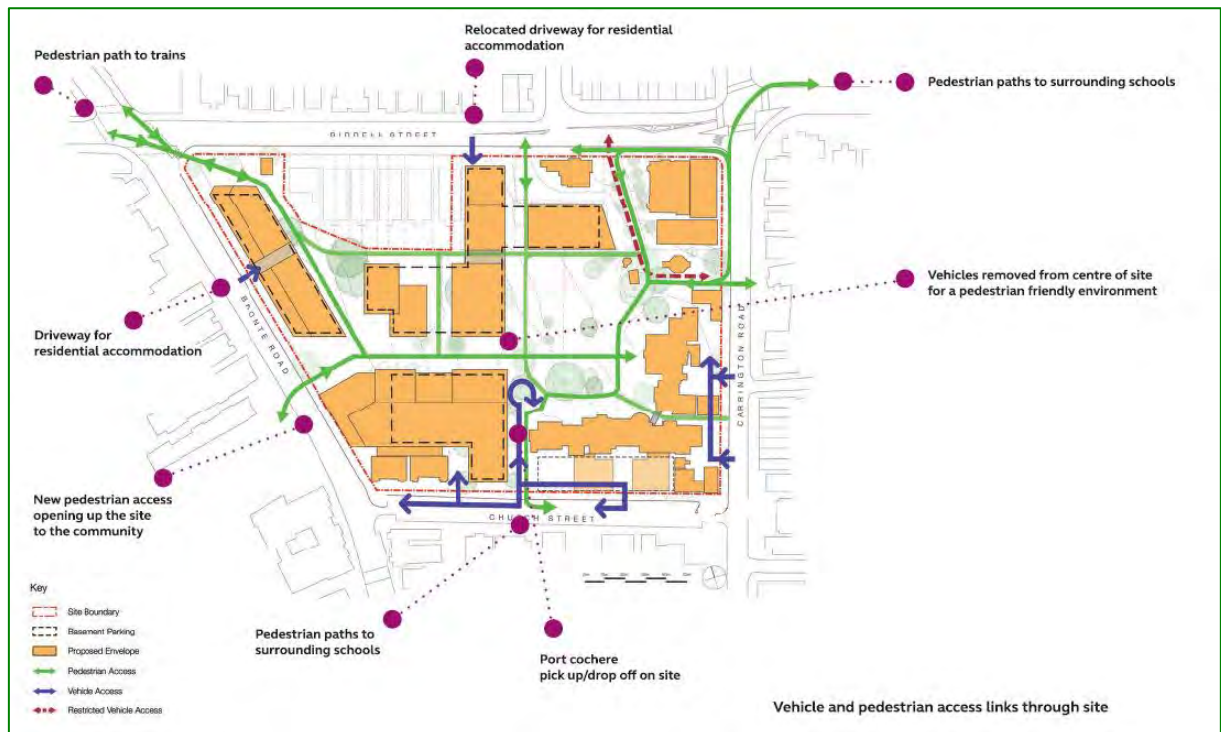 Relocated driveway for residential
accommodation
Pedestrian path to trains
Pedestrian paths to surrounding schools
BIRRELL STREET
Vehicles removed from centre of site
for a pedestrian friendly environment
Driveway for
residential accommodation
BRONTE ROAD
CARRINGTON ROAD
New pedestrian access
opening up the site
to the community
CHURCH STREET
Key
Site Boundary
Basement Parking
Proposed Envelope
Pedestrian Access
Vehicle Access
Restricted Vehicle Access
Pedestrian paths to
surrounding schools
Port cochere
pick up/drop off on site
Vehicle and pedestrian access links through site